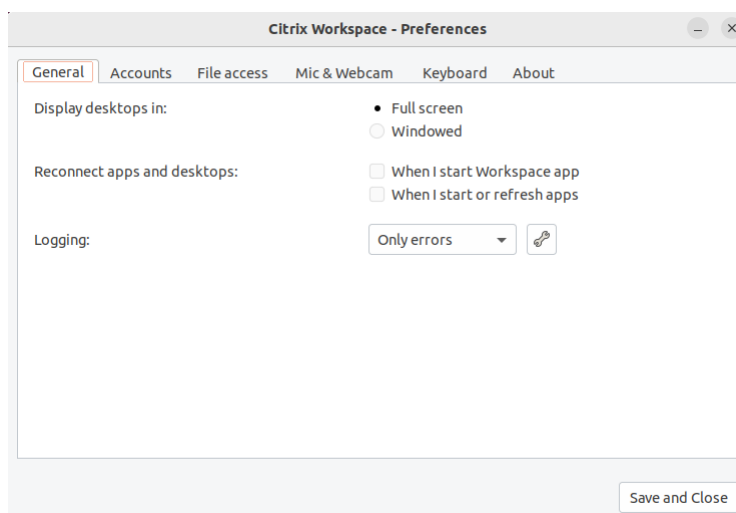 Citrix Workspace - Preferences
General Accounts File access Mic & Webcam Keyboard About
Display desktops in: Full screen
Windowed
Reconnect apps and desktops: When I start Workspace app
When I start or refresh apps
Logging: Only errors
Save and Close